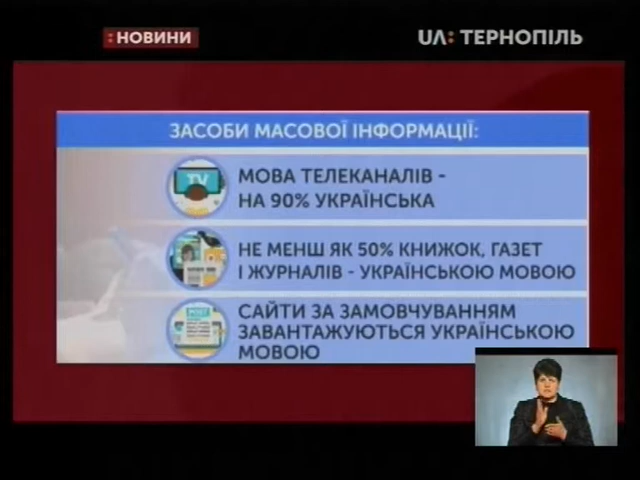 :НОВИНИ
UA: ТЕРНОПІЛЬ
ЗАСОБИ МАСОВОЇ ІНФОРМАЦІЇ:
TV
МОВА ТЕЛЕКАНАЛІВ -
НА 90% УКРАЇНСЬКА
НЕ МЕНШ ЯК 50% КНИЖОК, ГАЗЕТ
І ЖУРНАЛІВ - УКРАЇНСЬКОЮ МОВОЮ
САЙТИ ЗА ЗАМОВЧУВАННЯМ
ЗАВАНТАЖУЮТЬСЯ УКРАЇНСЬКОЮ
МОВОЮ